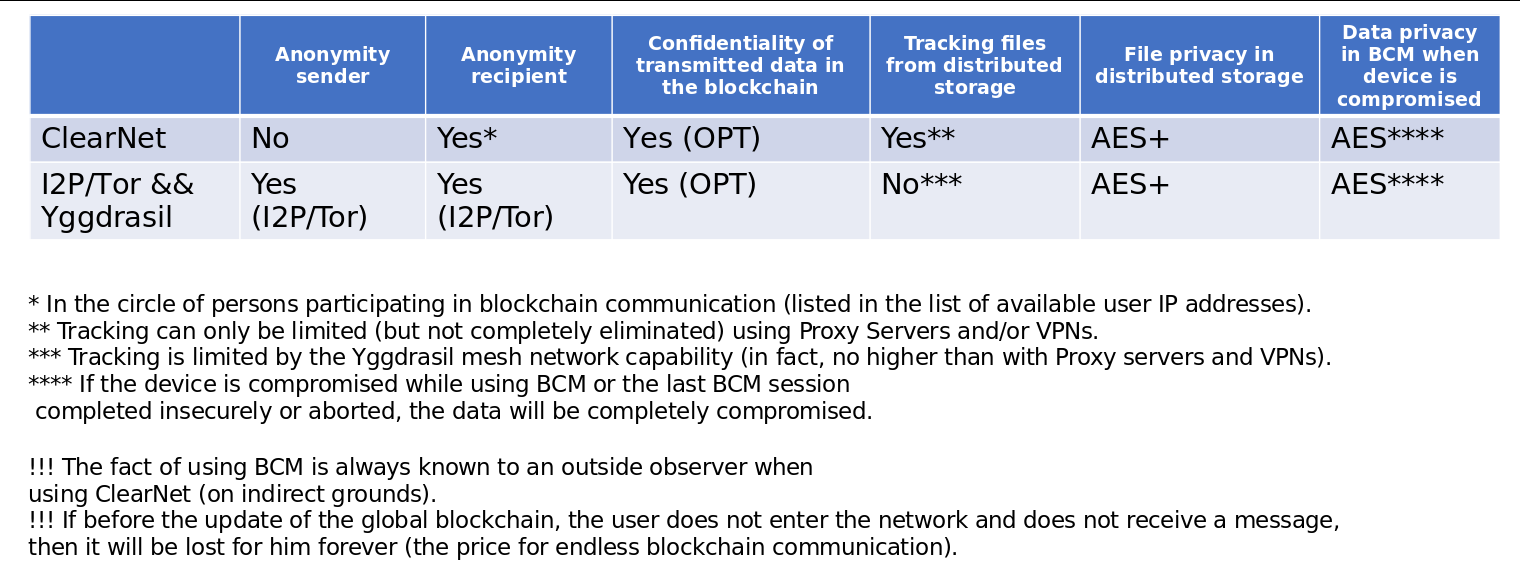 Anonymity sender
Anonymity recipient
Confidentiality of transmitted data in the blockchain
Tracking files from distributed storage
File privacy in distributed storage
Data privacy in BCM when device is compromised
ClearNet No Yes* Yes (OPT) Yes** AES+ AES****
I2P/Tor && Yggdrasil Yes (I2P/Tor) Yes (I2P/Tor) Yes (OPT) No*** AES+ AES****
* In the circle of persons participating in blockchain communication (listed in the list of available user IP addresses).
** Tracking can only be limited (but not completely eliminated) using Proxy Servers and/or VPNs.
*** Tracking is limited by the Yggdrasil mesh network capability (in fact, no higher than with Proxy servers and VPNs).
**** If the device is compromised while using BCM or the last BCM session
completed insecurely or aborted, the data will be completely compromised.
!!! The fact of using BCM is always known to an outside observer when
using ClearNet (on indirect grounds).
!!! If before the update of the global blockchain, the user does not enter the network and does not receive a message,
then it will be lost for him forever (the price for endless blockchain communication).